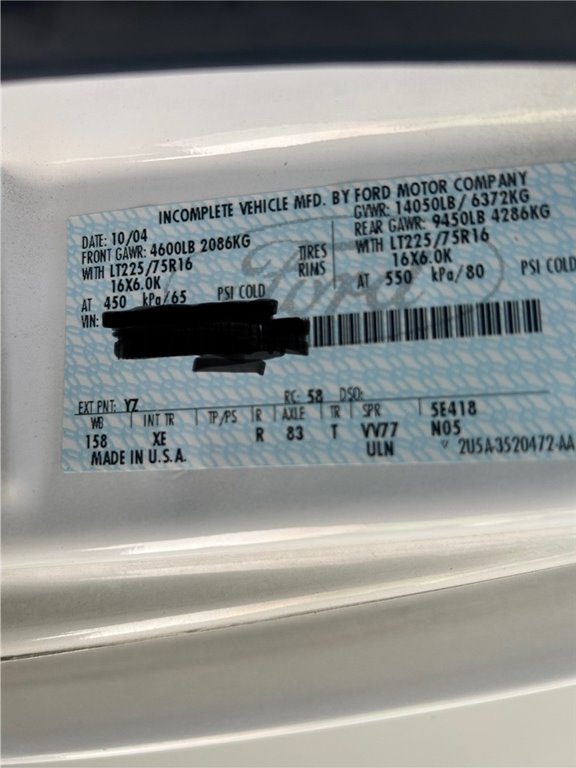 INCOMPLETE VEHICLE MFD. BY FORD MOTOR COMPANY
DATE: 10/04 GVWR: 14050LB/ 6372KG
FRONT GAWR: 4600LB 2086KG REAR GAWR: 9450LB 4286KG
WITH LT225/75R16 TIRES WITH LT225/75R16
16X6.0K RIMS 16X6.0K
AT 450 kPa/65 PSI COLD AT 550 kPa/80 PSI COLD
VIN:
Ford
EXT PNT: YZ RC: 58 DSO:
WB INT TR TP/PS R AXLE TR SPR 5E418
158 XE R 83 T VV77 N05
MADE IN U.S.A. ULN V 2U5A-3520472-AA